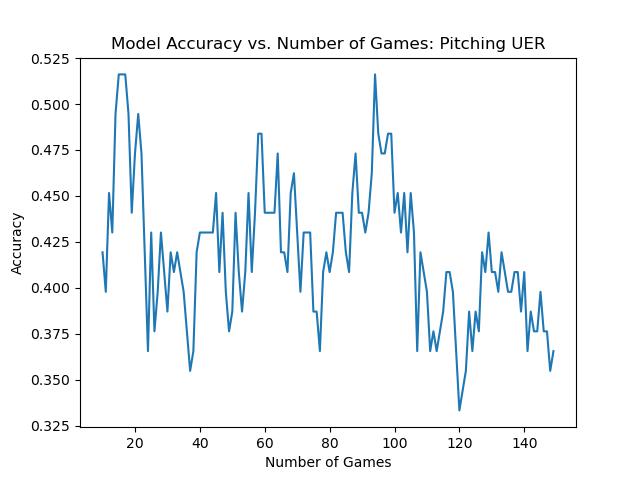 Model Accuracy vs. Number of Games: Pitching UER
0.525
0.500
0.475
0.450
0.425
0.400
0.375
0.350
0.325
Accuracy
20 40 60 80 100 120 140
Number of Games